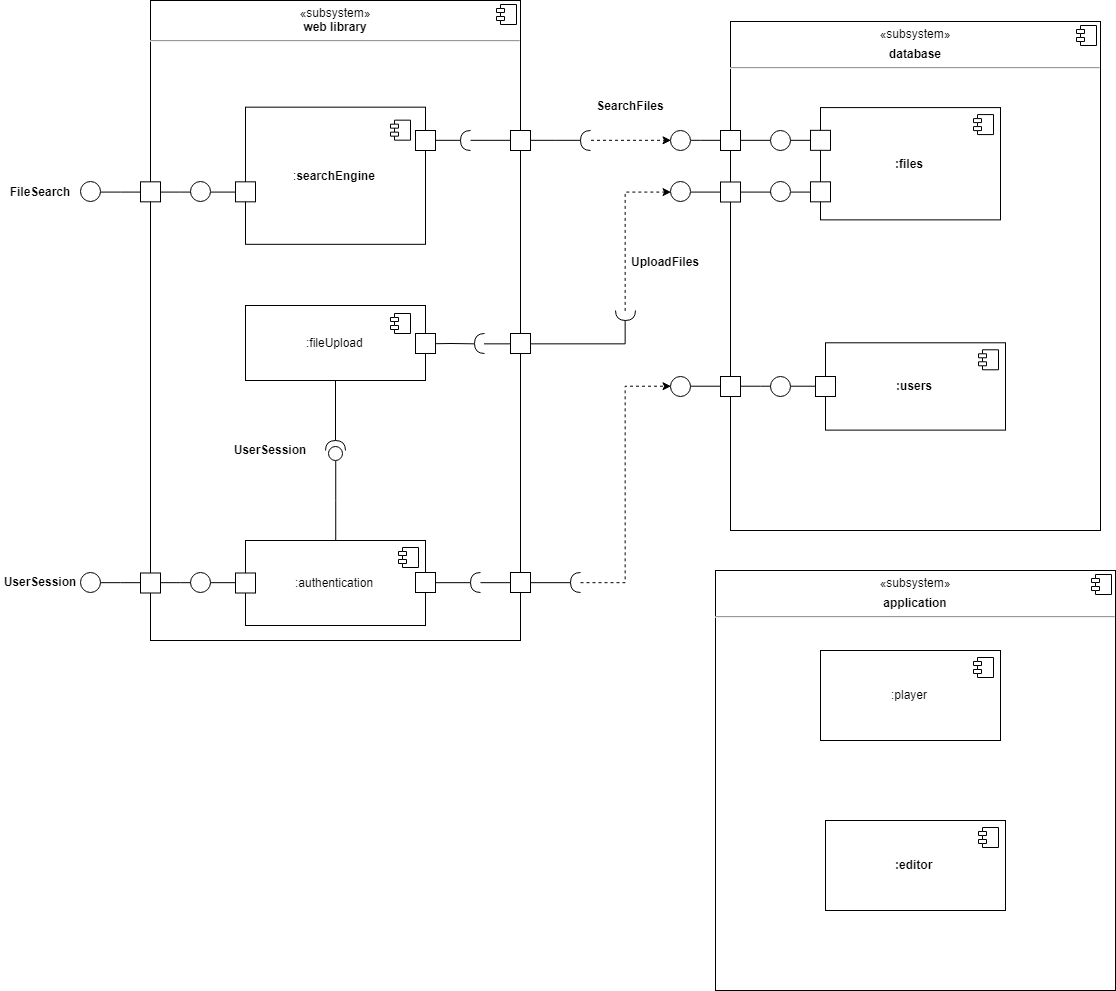 «subsystem»
web library
:searchEngine
FileSearch
:fileUpload
UserSession
UserSession
:authentication
SearchFiles
UploadFiles
«subsystem»
database
:files
:users
«subsystem»
application
:player
:editor